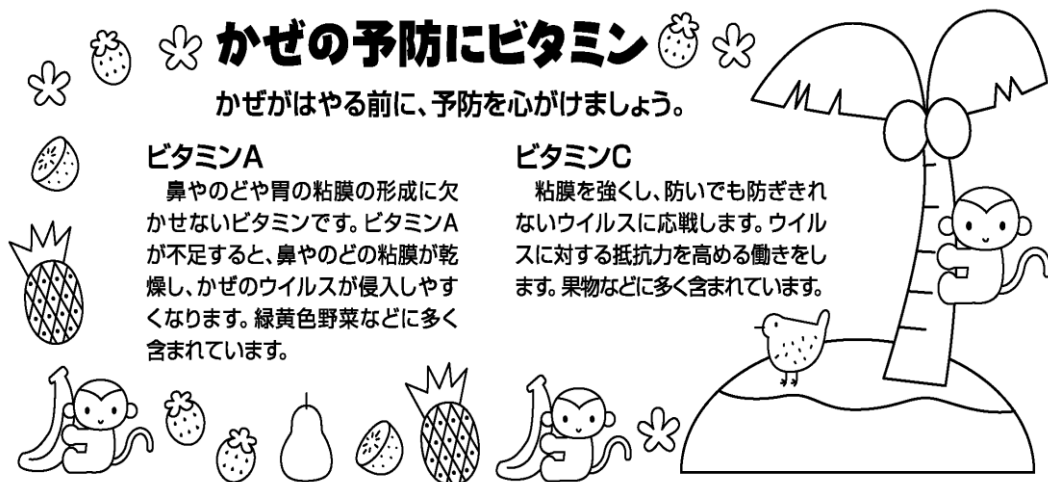 かぜの予防にビタミン
かぜがはやる前に、予防を心がけましょう。
ビタミンA
鼻やのどや胃の粘膜の形成に欠
かせないビタミンです。ビタミンA
が不足すると、鼻やのどの粘膜が乾
燥し、かぜのウイルスが侵入しやす
くなります。緑黄色野菜などに多く
含まれています。
ビタミンC
粘膜を強くし、防いでも防ぎきれ
ないウイルスに応戦します。ウイル
スに対する抵抗力を高める働きをし
ます。果物などに多く含まれています。